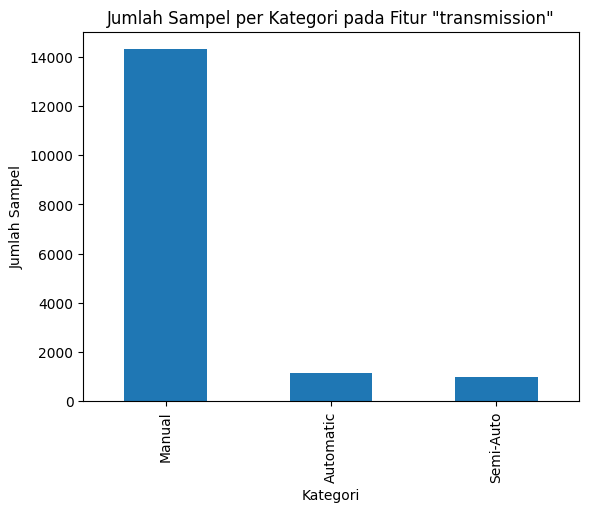 Jumlah Sampel per Kategori pada Fitur "transmission"
Jumlah Sampel
14000
12000
10000
8000
6000
4000
2000
0
Manual
Automatic
Semi-Auto
Kategori